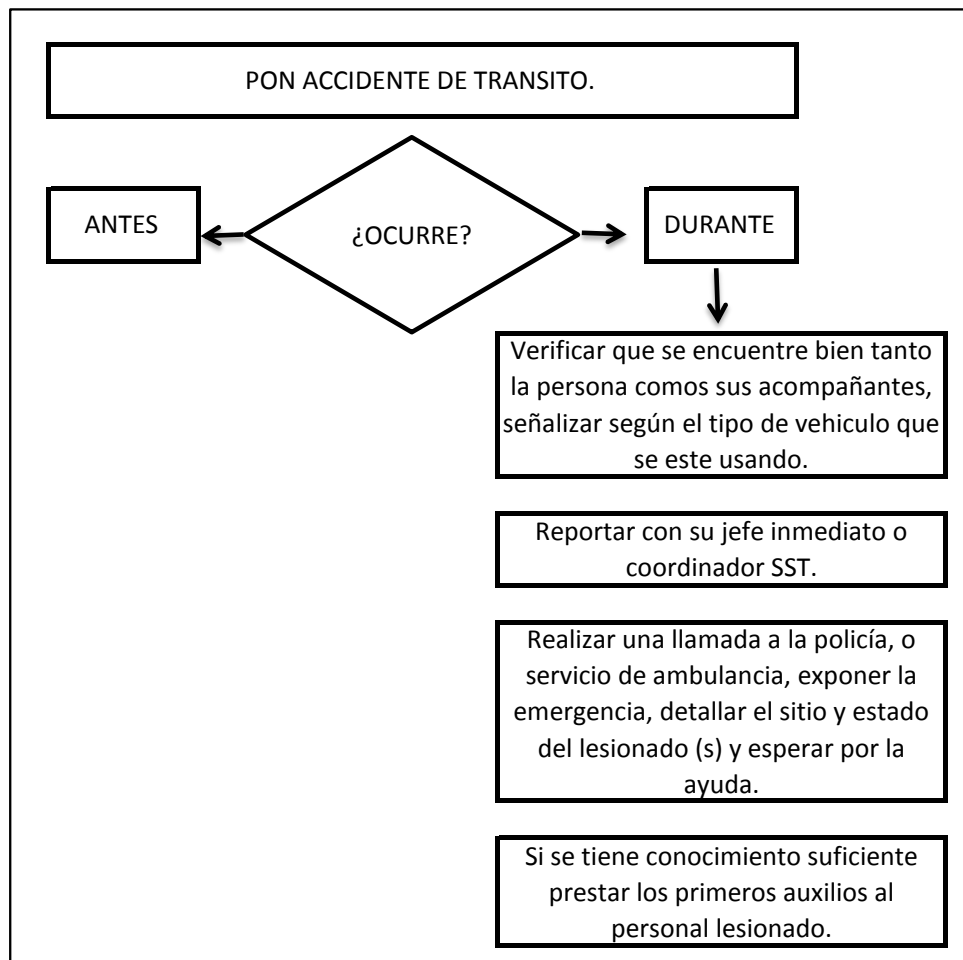 PON ACCIDENTE DE TRANSITO.
ANTES
¿OCURRE?
DURANTE
Verificar que se encuentre bien tanto
la persona comos sus acompañantes,
señalizar según el tipo de vehiculo que
se este usando.
Reportar con su jefe inmediato o
coordinador SST.
Realizar una llamada a la policía, o
servicio de ambulancia, exponer la
emergencia, detallar el sitio y estado
del lesionado (s) y esperar por la
ayuda.
Si se tiene conocimiento suficiente
prestar los primeros auxilios al
personal lesionado.